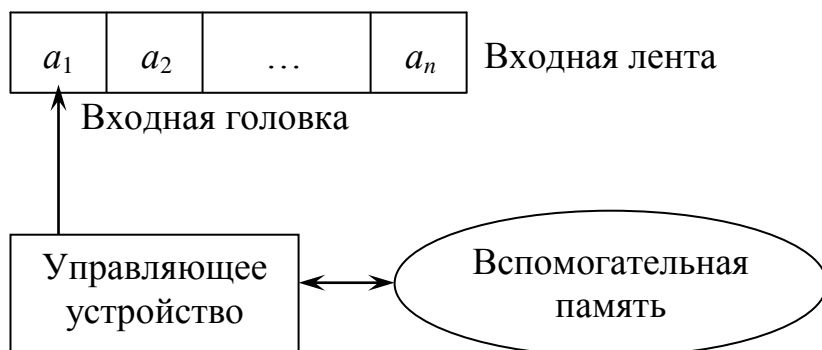 a₁ a₂ … aₙ Входная лента
Входная головка
Управляющее
устройство
Вспомогательная
память